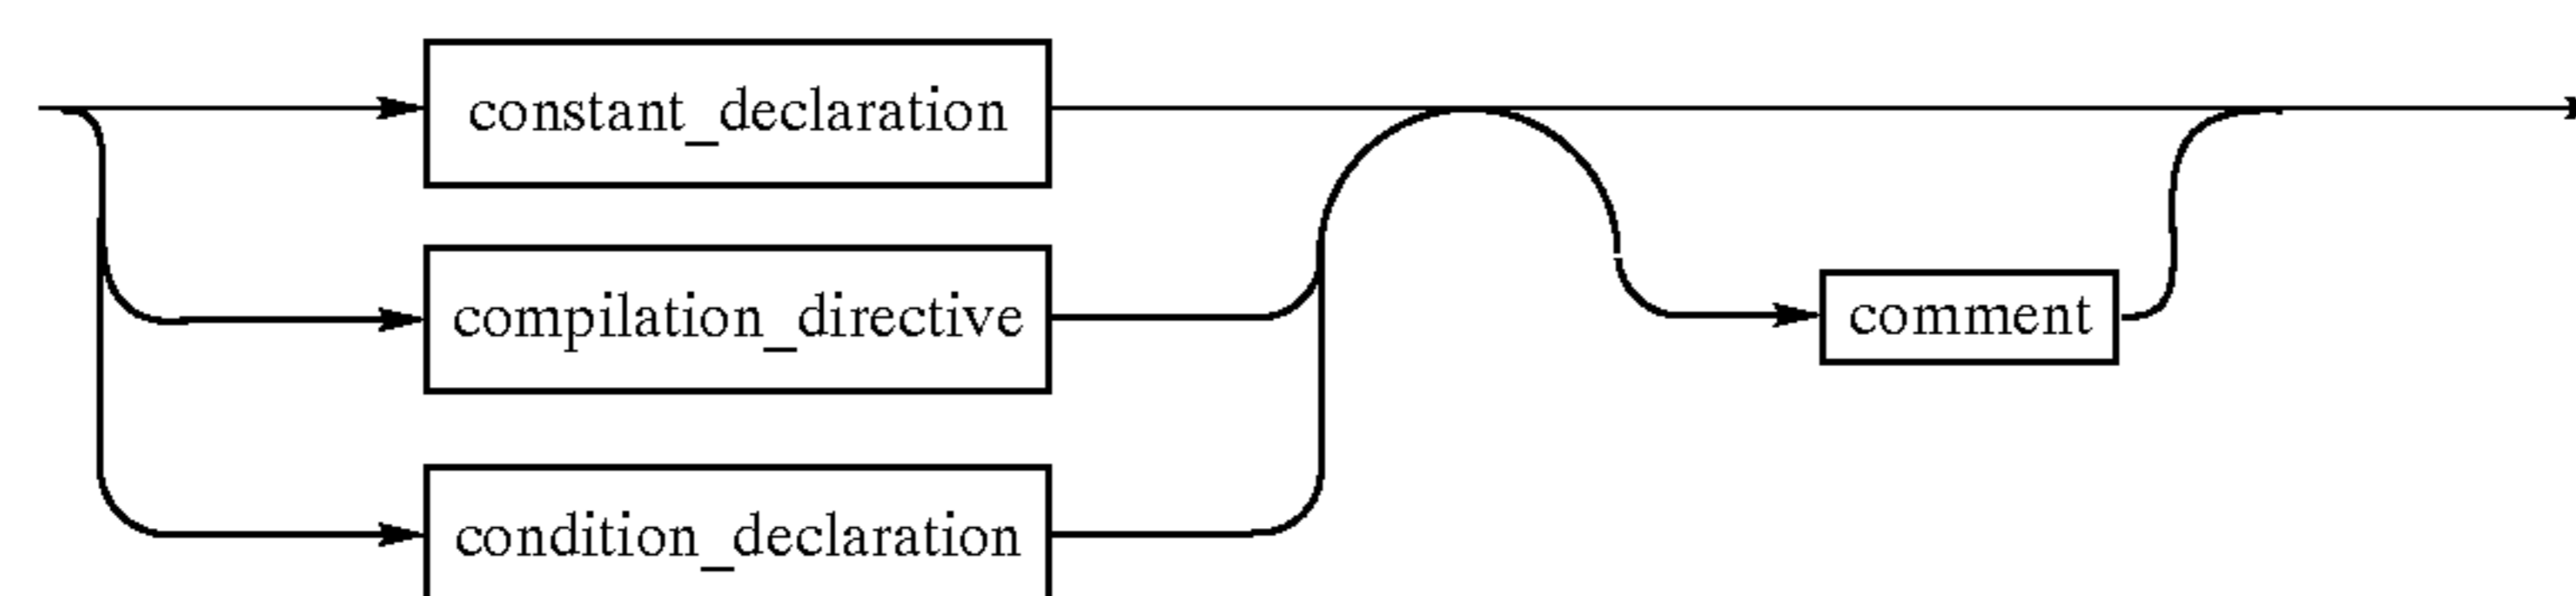 constant_declaration
compilation_directive
comment
condition_declaration